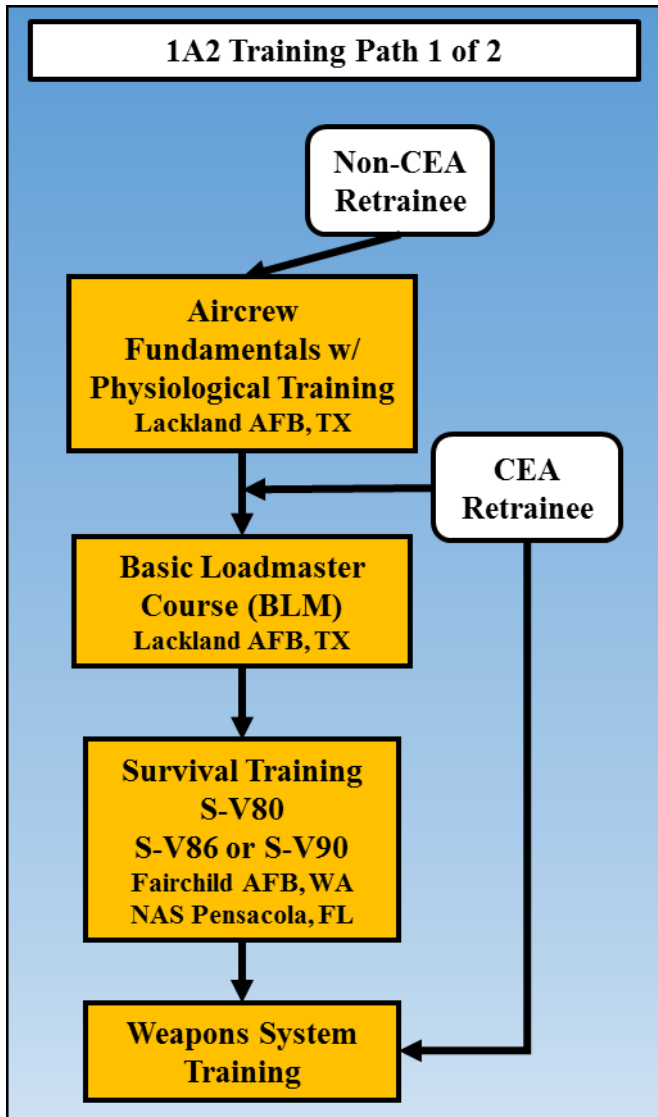 1A2 Training Path 1 of 2
Non-CEA
Retrainee
Aircrew
Fundamentals w/
Physiological Training
Lackland AFB, TX
CEA
Retrainee
Basic Loadmaster
Course (BLM)
Lackland AFB, TX
Survival Training
S-V80
S-V86 or S-V90
Fairchild AFB, WA
NAS Pensacola, FL
Weapons System
Training